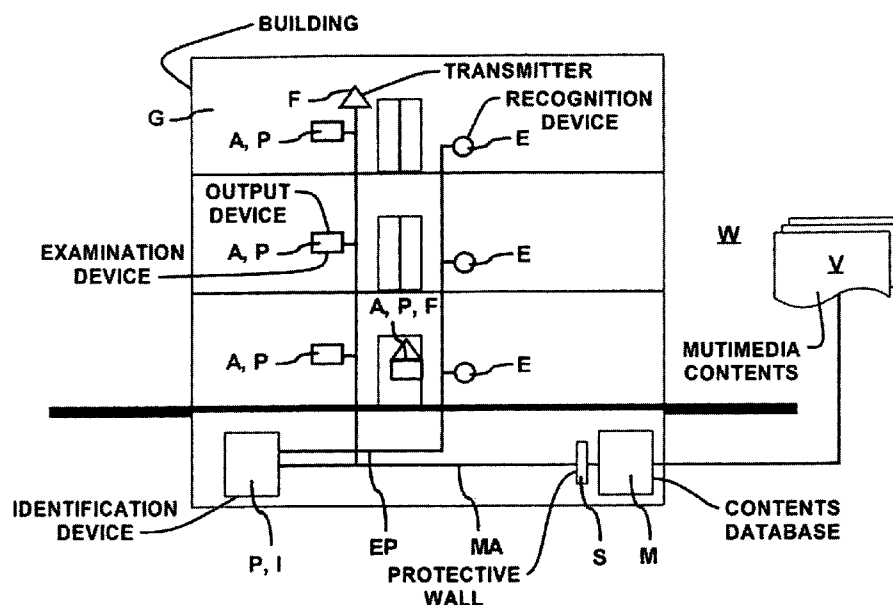 BUILDING
F
TRANSMITTER
G
A, P
RECOGNITION
DEVICE
E
OUTPUT
DEVICE
EXAMINATION
DEVICE
A, P
E
W
V
A, P, F
A, P
E
MUTIMEDIA
CONTENTS
IDENTIFICATION
DEVICE
P, I
EP
MA
PROTECTIVE
WALL
S
M
CONTENTS
DATABASE